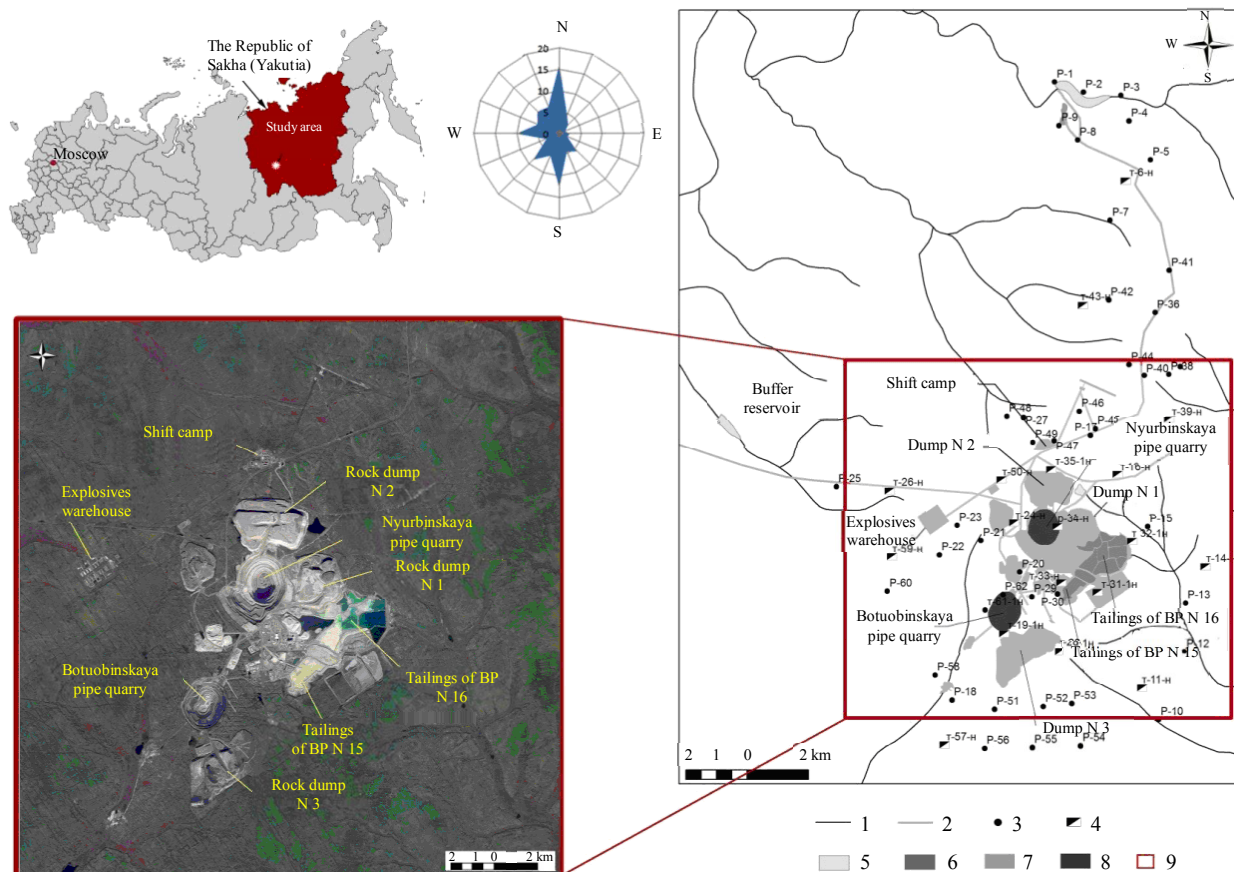 The Republic of
Sakha (Yakutia)
Study area
Moscow
N
20
15
10
5
0
W
E
S
N
W
S
P-1
P-2
P-3
P-4
P-9
P-8
P-5
т-6-н
P-7
P-41
P-42
т-43-н
P-36
P-44
P-40
P-38
Shift camp
Buffer
reservoir
P-48
P-27
P-46
P-45
P-17
т-39-н
P-49
P-47
Nyurbinskaya
pipe quarry
Dump N 2
т-35-1н
т-50-н
P-25
т-26-н
Dump N 1
P-23
т-24-н
P-34-н
P-15
Explosives
warehouse
P-21
т-32-1н
т-59-н
P-22
т-14-
P-20
т-33-н
P-60
P-62
P-29
P-30
т-31-1н
P-13
т-61-1н
Botuobinskaya
pipe quarry
т-19-1н
Tailings of BP N 16
P-12
Tailings of BP N 15
P-58
т-11-н
P-18
P-51
P-52
P-53
P-10
Dump N 3
т-57-н
P-56
P-55
P-54
2 1 0 2 km
Shift camp
Rock dump
N 2
Explosives
warehouse
Nyurbinskaya
pipe quarry
Rock dump
N 1
Botuobinskaya
pipe quarry
Tailings of BP
N 16
Tailings
of BP N 15
Rock dump
N 3
2 1 0 2 km
1 2 3 4
5 6 7 8 9